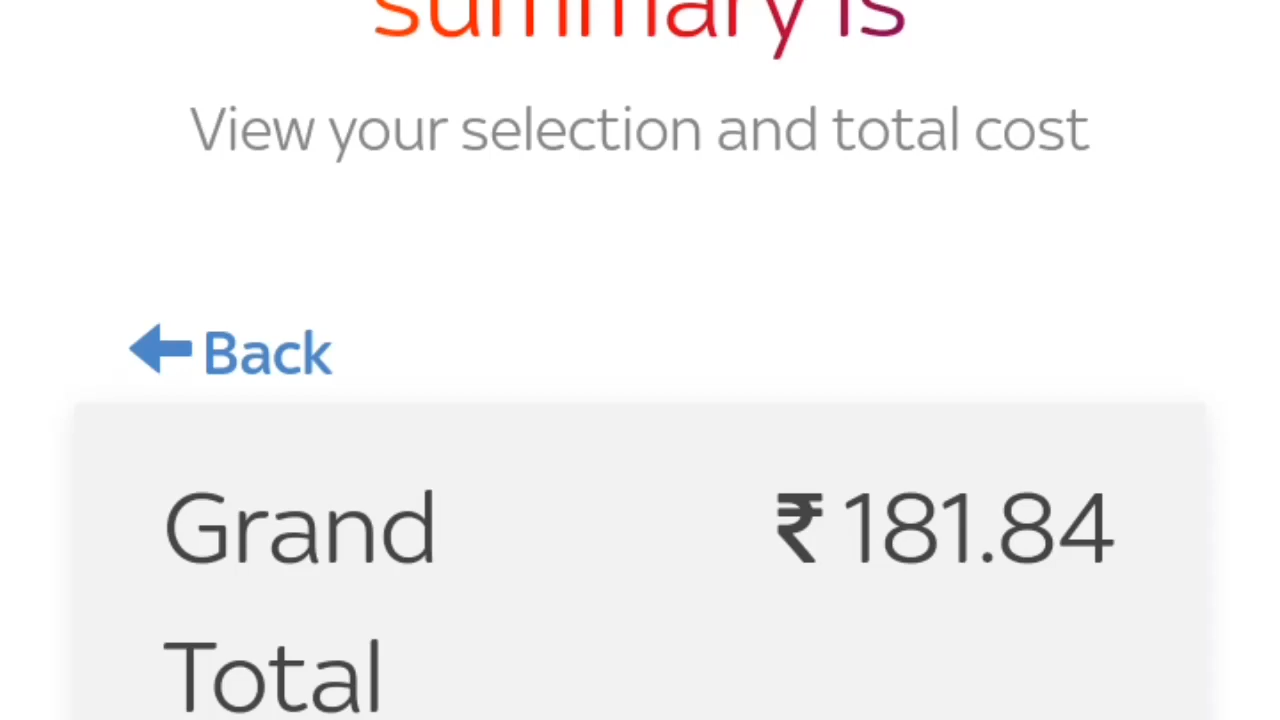 summary is
View your selection and total cost
Back
Grand ₹ 181.84
Total